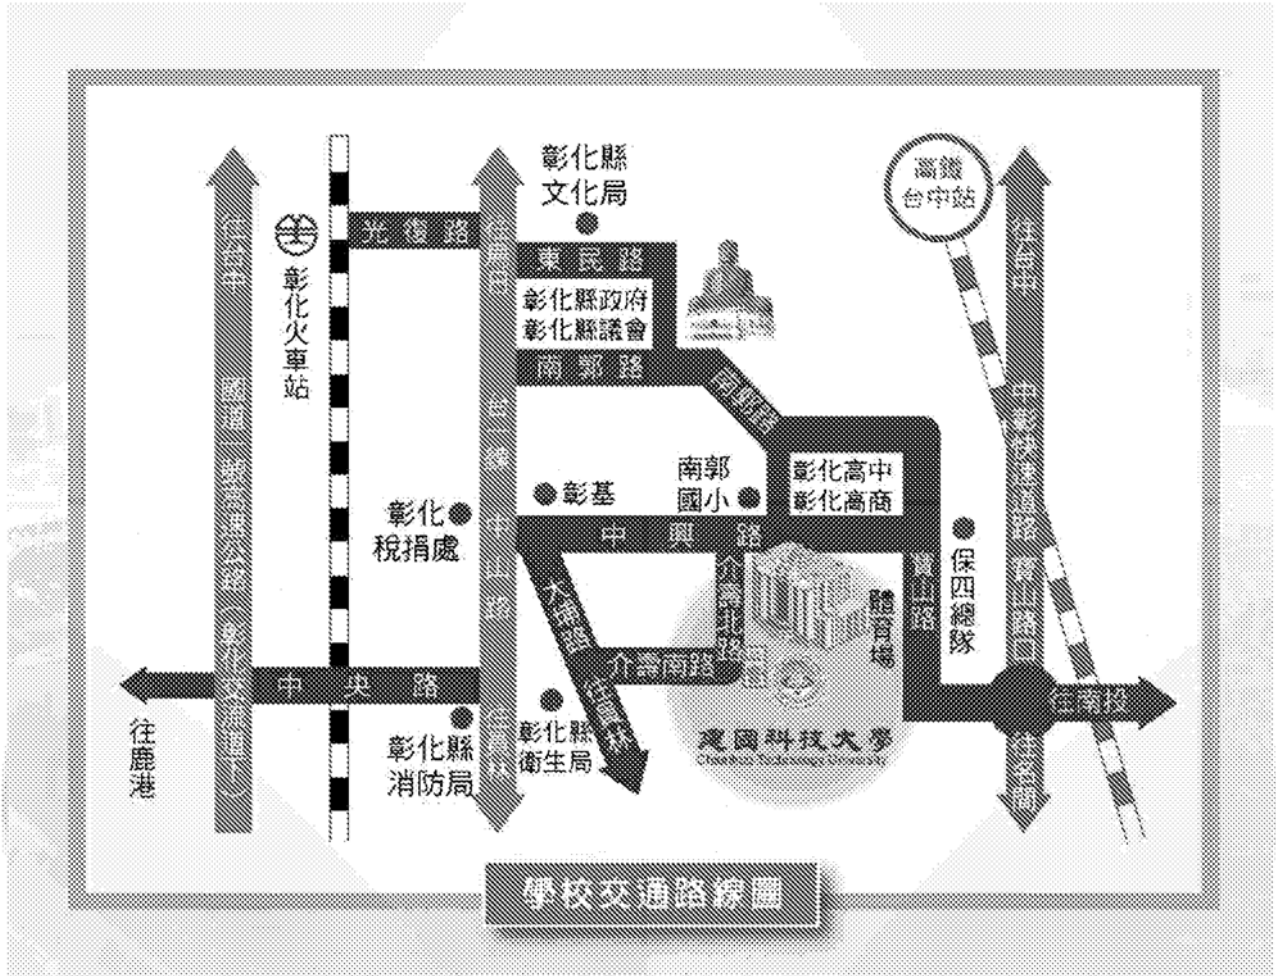 彰化縣
文化局
高鐵
台中站
光復路
往台中
往台中
東民路
彰化縣政府
彰化縣議會
彰化火車站
南郭路
南郭路
國道一號高速公路(彰化交流道下)
中彰快速道路
彰化高中
彰化高商
南郭
國小
彰基
彰化
稅捐處
中興路
中山路
大埔路
介壽北路
介壽南路
體育場
寶山路
保四總隊
寶山路口
中央路
往員林
往員林
往南投
往名間
往鹿港
彰化縣
消防局
彰化縣
衛生局
建國科技大學
Chienkuo Technology University
學校交通路線圖